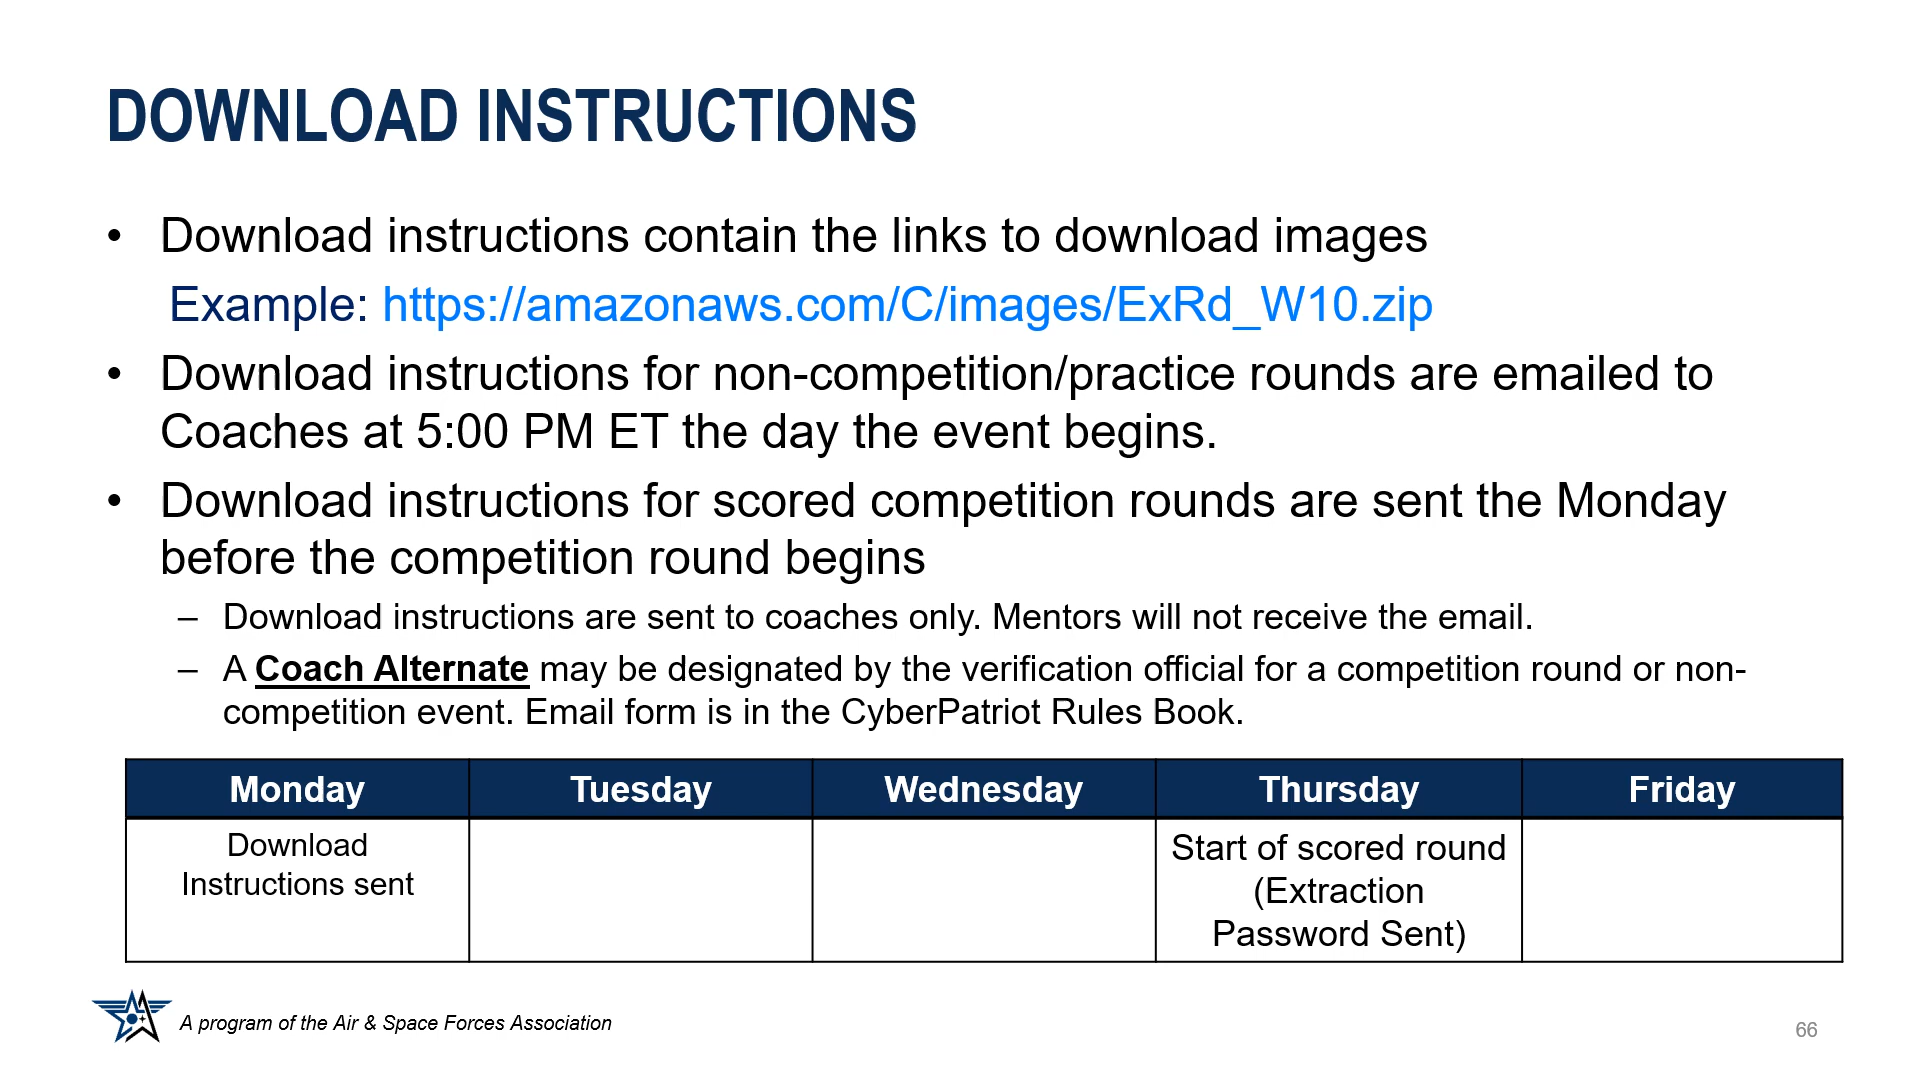 DOWNLOAD INSTRUCTIONS
• Download instructions contain the links to download images
Example: https://amazonaws.com/C/images/ExRd_W10.zip
• Download instructions for non-competition/practice rounds are emailed to
Coaches at 5:00 PM ET the day the event begins.
• Download instructions for scored competition rounds are sent the Monday
before the competition round begins
– Download instructions are sent to coaches only. Mentors will not receive the email.
– A Coach Alternate may be designated by the verification official for a competition round or non-
competition event. Email form is in the CyberPatriot Rules Book.
Monday Tuesday Wednesday Thursday Friday
Download
Instructions sent
Start of scored round
(Extraction
Password Sent)
A program of the Air & Space Forces Association
66